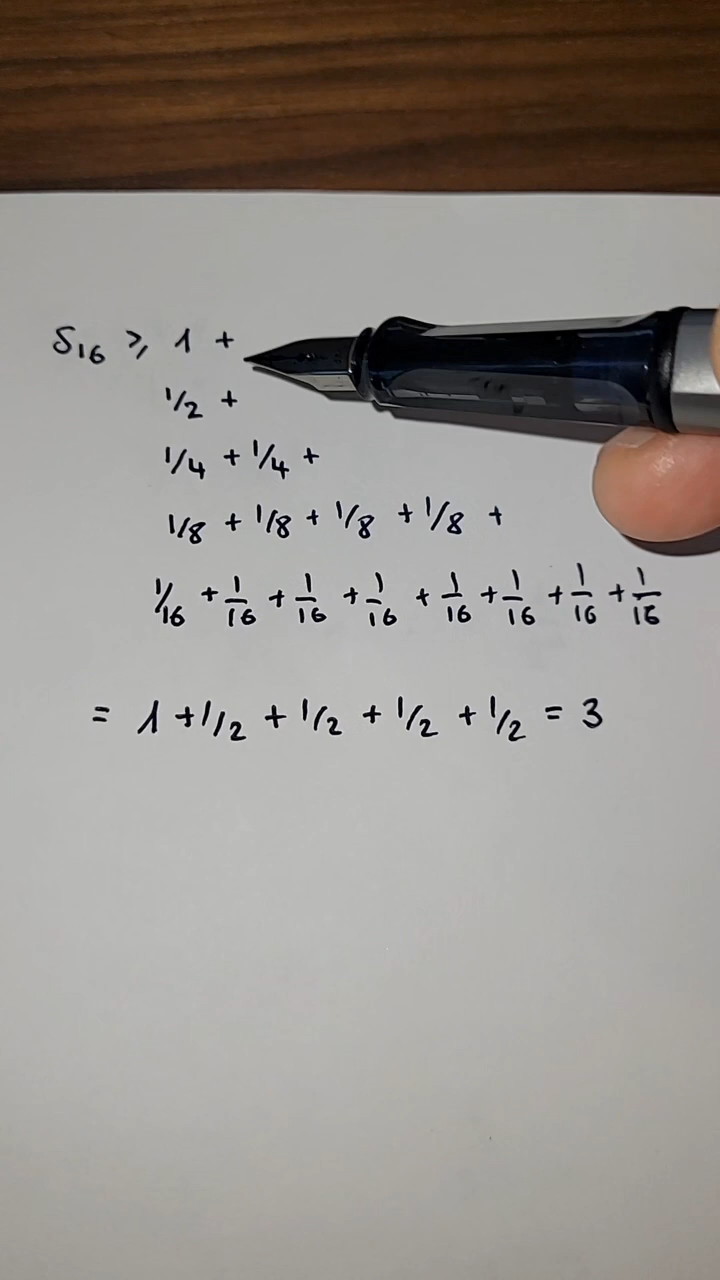 S₁₆ ⩾ 1 +
1/2 +
1/4 + 1/4 +
1/8 + 1/8 + 1/8 + 1/8 +
1/16 + 1/16 + 1/16 + 1/16 + 1/16 + 1/16 + 1/16 + 1/16
= 1 + 1/2 + 1/2 + 1/2 + 1/2 = 3